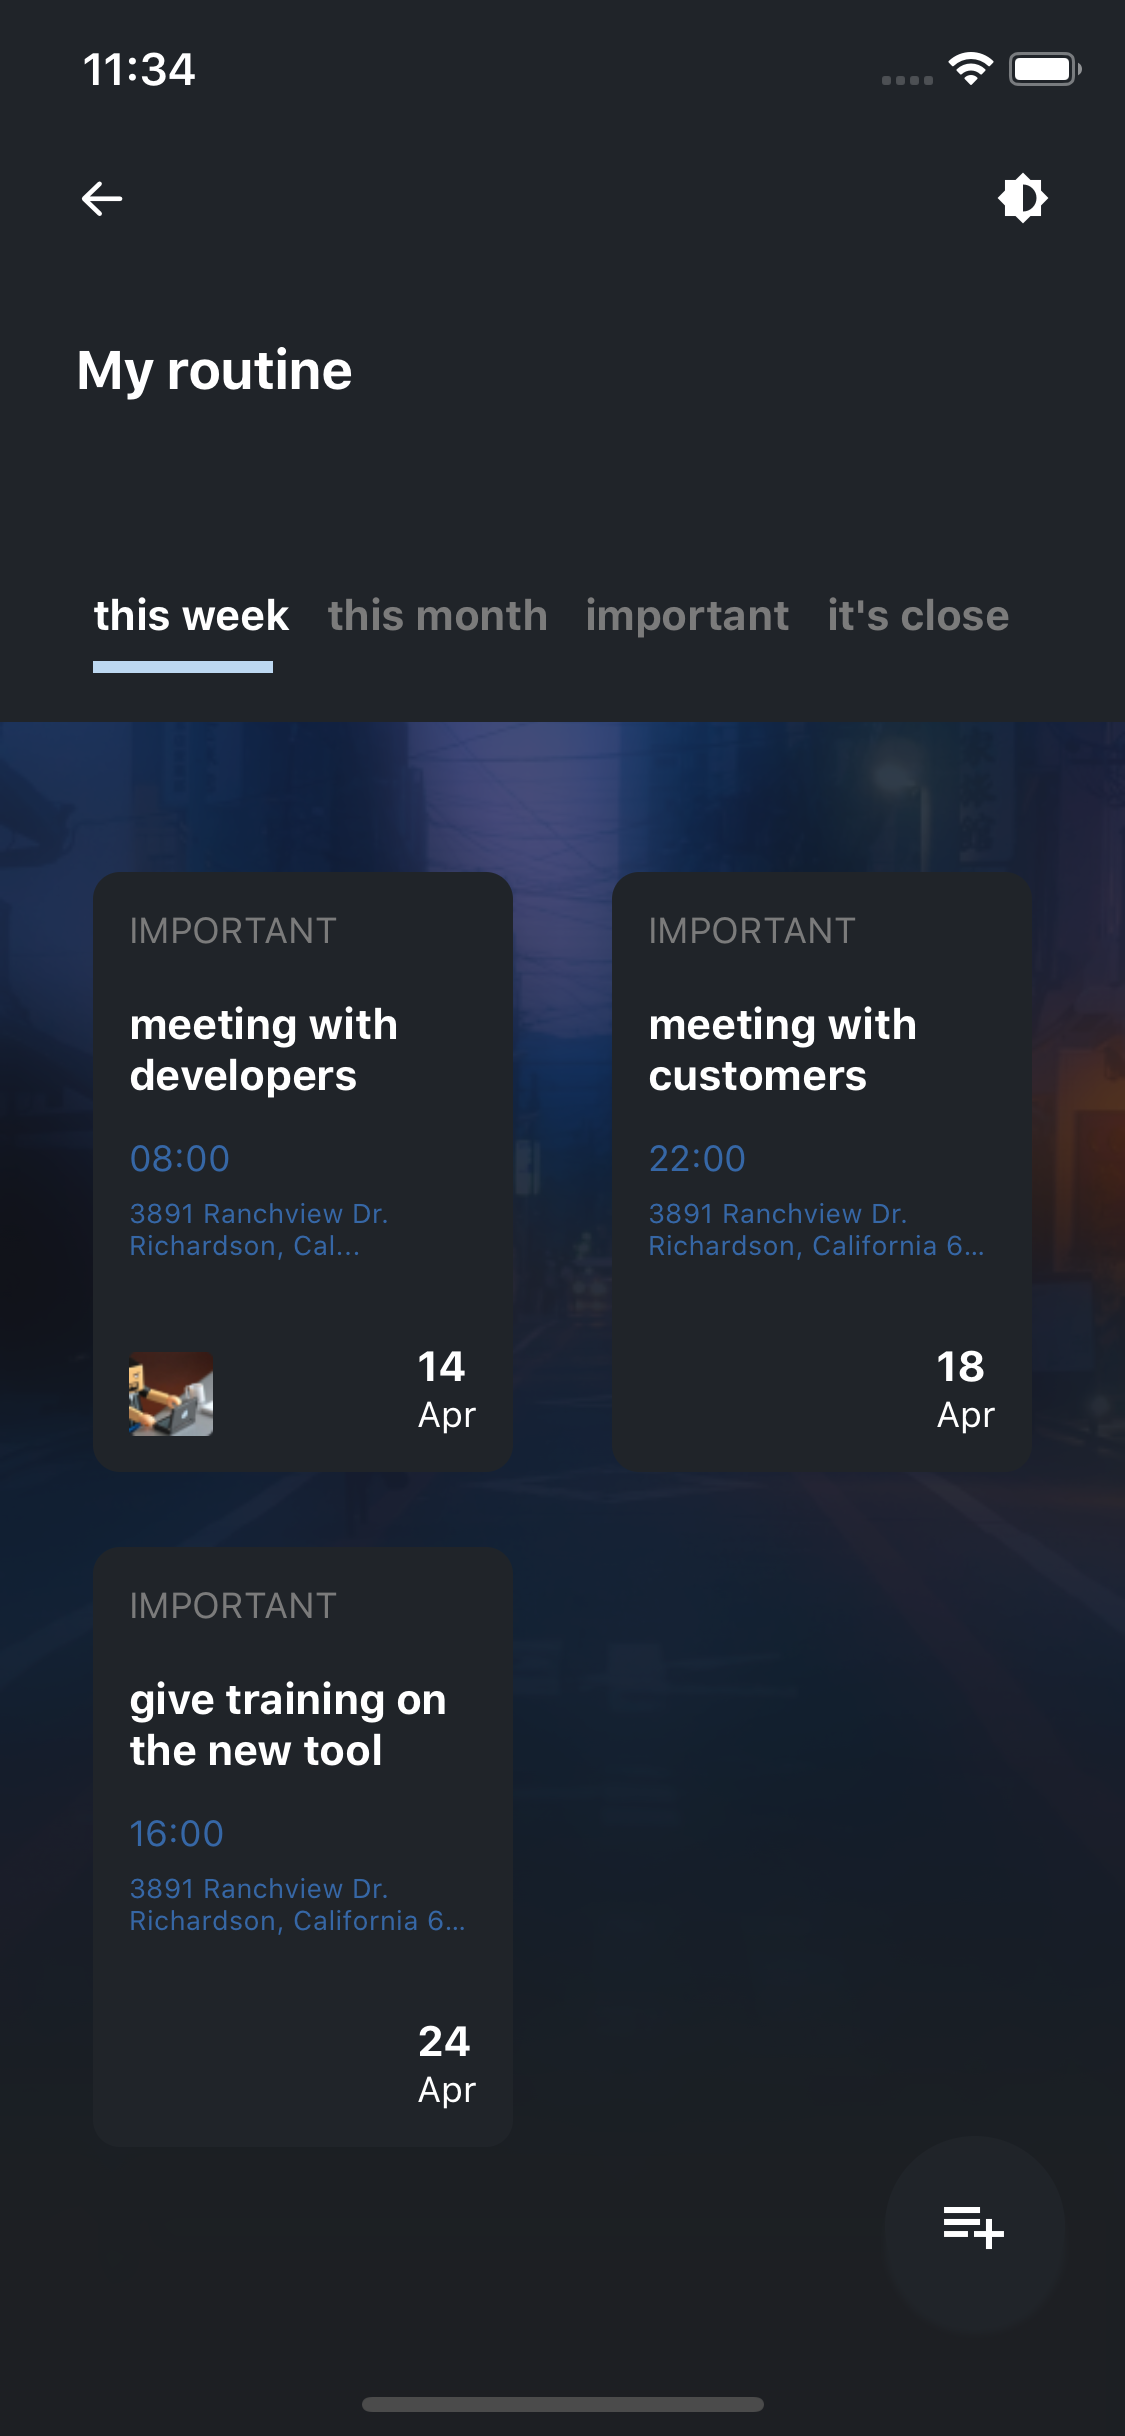 11:34
My routine
this week this month important it's close
IMPORTANT
meeting with
developers
08:00
3891 Ranchview Dr.
Richardson, Cal...
14
Apr
IMPORTANT
meeting with
customers
22:00
3891 Ranchview Dr.
Richardson, California 6...
18
Apr
IMPORTANT
give training on
the new tool
16:00
3891 Ranchview Dr.
Richardson, California 6...
24
Apr